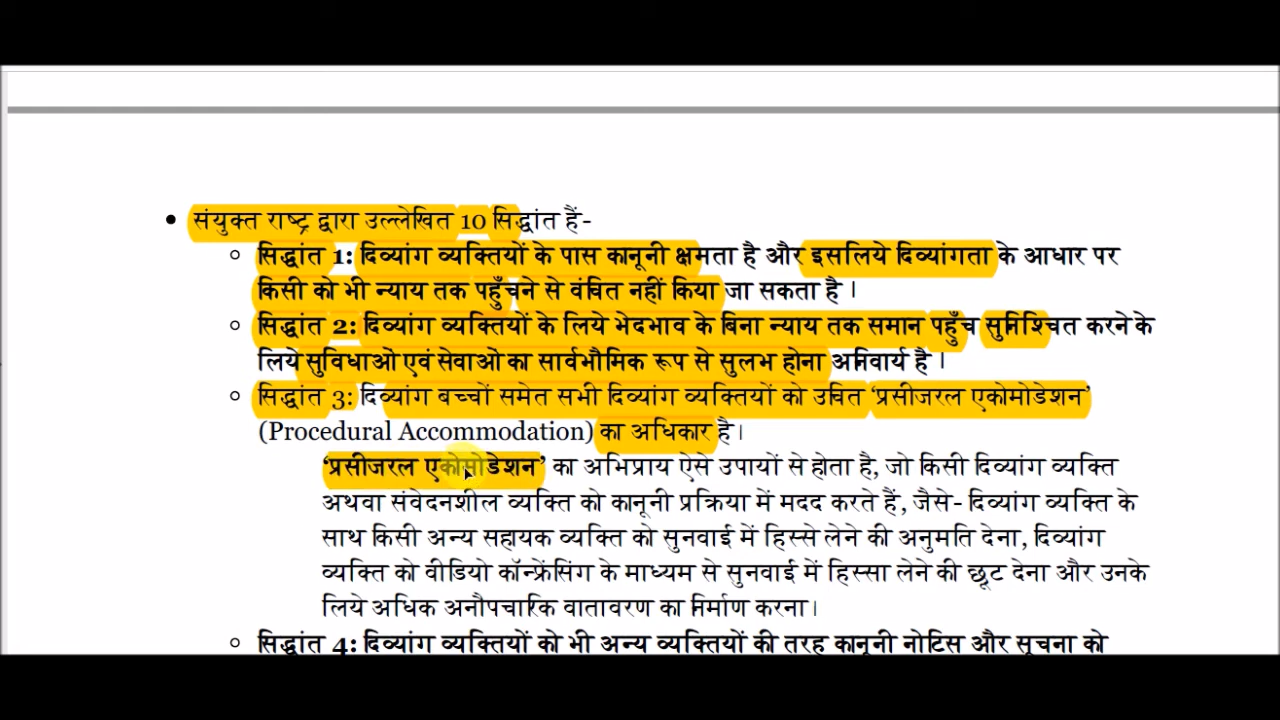 संयुक्त राष्ट्र द्वारा उल्लेखित 10 सिद्धांत हैं-
सिद्धांत 1: दिव्यांग व्यक्तियों के पास कानूनी क्षमता है और इसलिये दिव्यांगता के आधार पर
किसी को भी न्याय तक पहुँचने से वंचित नहीं किया जा सकता है ।
सिद्धांत 2: दिव्यांग व्यक्तियों के लिये भेदभाव के बिना न्याय तक समान पहुँच सुनिश्चित करने के
लिये सुविधाओं एवं सेवाओं का सार्वभौमिक रूप से सुलभ होना अनिवार्य है ।
सिद्धांत 3: दिव्यांग बच्चों समेत सभी दिव्यांग व्यक्तियों को उचित ‘प्रसीजरल एकोमोडेशन’
(Procedural Accommodation) का अधिकार है।
‘प्रसीजरल एकोमोडेशन’ का अभिप्राय ऐसे उपायों से होता है, जो किसी दिव्यांग व्यक्ति
अथवा संवेदनशील व्यक्ति को कानूनी प्रक्रिया में मदद करते हैं, जैसे- दिव्यांग व्यक्ति के
साथ किसी अन्य सहायक व्यक्ति को सुनवाई में हिस्से लेने की अनुमति देना, दिव्यांग
व्यक्ति को वीडियो कॉन्फ्रेंसिंग के माध्यम से सुनवाई में हिस्सा लेने की छूट देना और उनके
लिये अधिक अनौपचारिक वातावरण का निर्माण करना।
सिद्धांत 4: दिव्यांग व्यक्तियों को भी अन्य व्यक्तियों की तरह कानूनी नोटिस और सूचना को